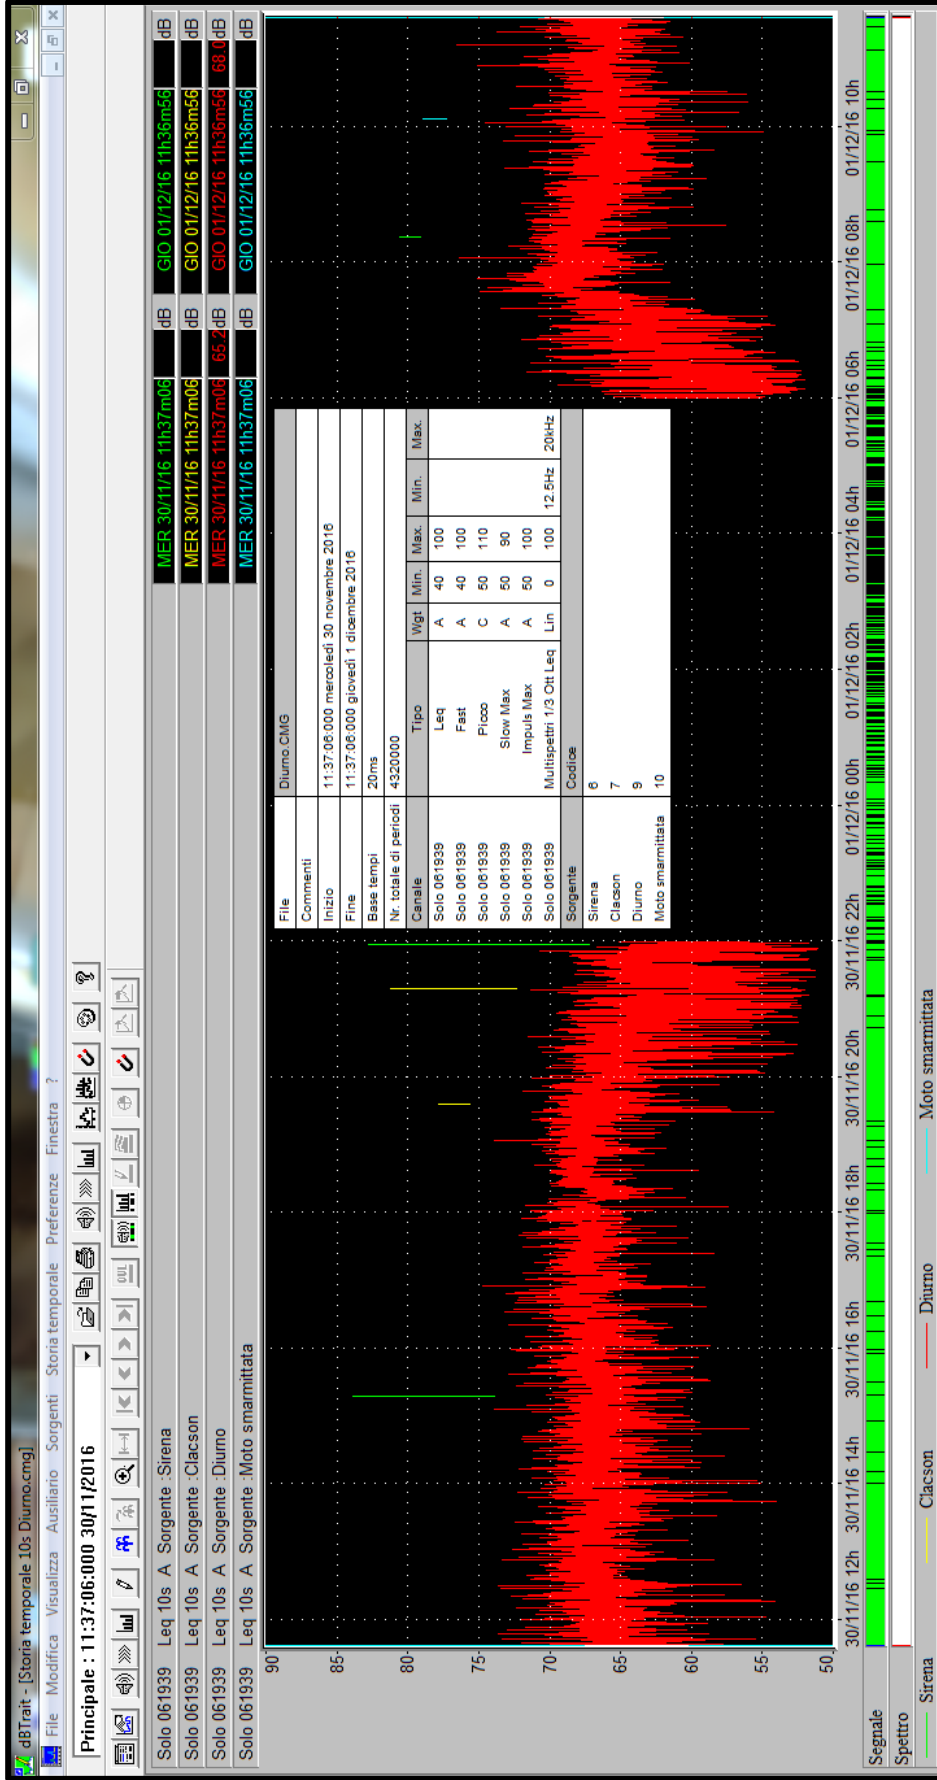 dBTrait - [Storia temporale 10s Diurno.cmg]
File Modifica Visualizza Ausiliario Sorgenti Storia temporale Preferenze Finestra ?
Principale : 11:37:06:000 30/11/2016
Solo 061939 Leq 10s A Sorgente :Sirena MER 30/11/16 11h37m06 dB GIO 01/12/16 11h36m56 dB
Solo 061939 Leq 10s A Sorgente :Clacson MER 30/11/16 11h37m06 dB GIO 01/12/16 11h36m56 dB
Solo 061939 Leq 10s A Sorgente :Diurno MER 30/11/16 11h37m06 65.2 dB GIO 01/12/16 11h36m56 68.0 dB
Solo 061939 Leq 10s A Sorgente :Moto smarmittata MER 30/11/16 11h37m06 dB GIO 01/12/16 11h36m56 dB
90
85
80
75
70
65
60
55
50
File Diurno.CMG
Commenti
Inizio 11:37:06:000 mercoledì 30 novembre 2016
Fine 11:37:06:000 giovedì 1 dicembre 2016
Base tempi 20ms
Nr. totale di periodi 4320000
Canale Tipo Wgt Min. Max. Min. Max.
Solo 061939 Leq A 40 100
Solo 061939 Fast A 40 100
Solo 061939 Picco C 50 110
Solo 061939 Slow Max A 50 90
Solo 061939 Impuls Max A 50 100
Solo 061939 Multispettri 1/3 Ott Leq Lin 0 100 12.5Hz 20kHz
Sorgente Codice
Sirena 6
Clacson 7
Diurno 9
Moto smarmittata 10
30/11/16 12h 30/11/16 14h 30/11/16 16h 30/11/16 18h 30/11/16 20h 30/11/16 22h 01/12/16 00h 01/12/16 02h 01/12/16 04h 01/12/16 06h 01/12/16 08h 01/12/16 10h
Segnale
Spettro
Sirena Clacson Diurno Moto smarmittata